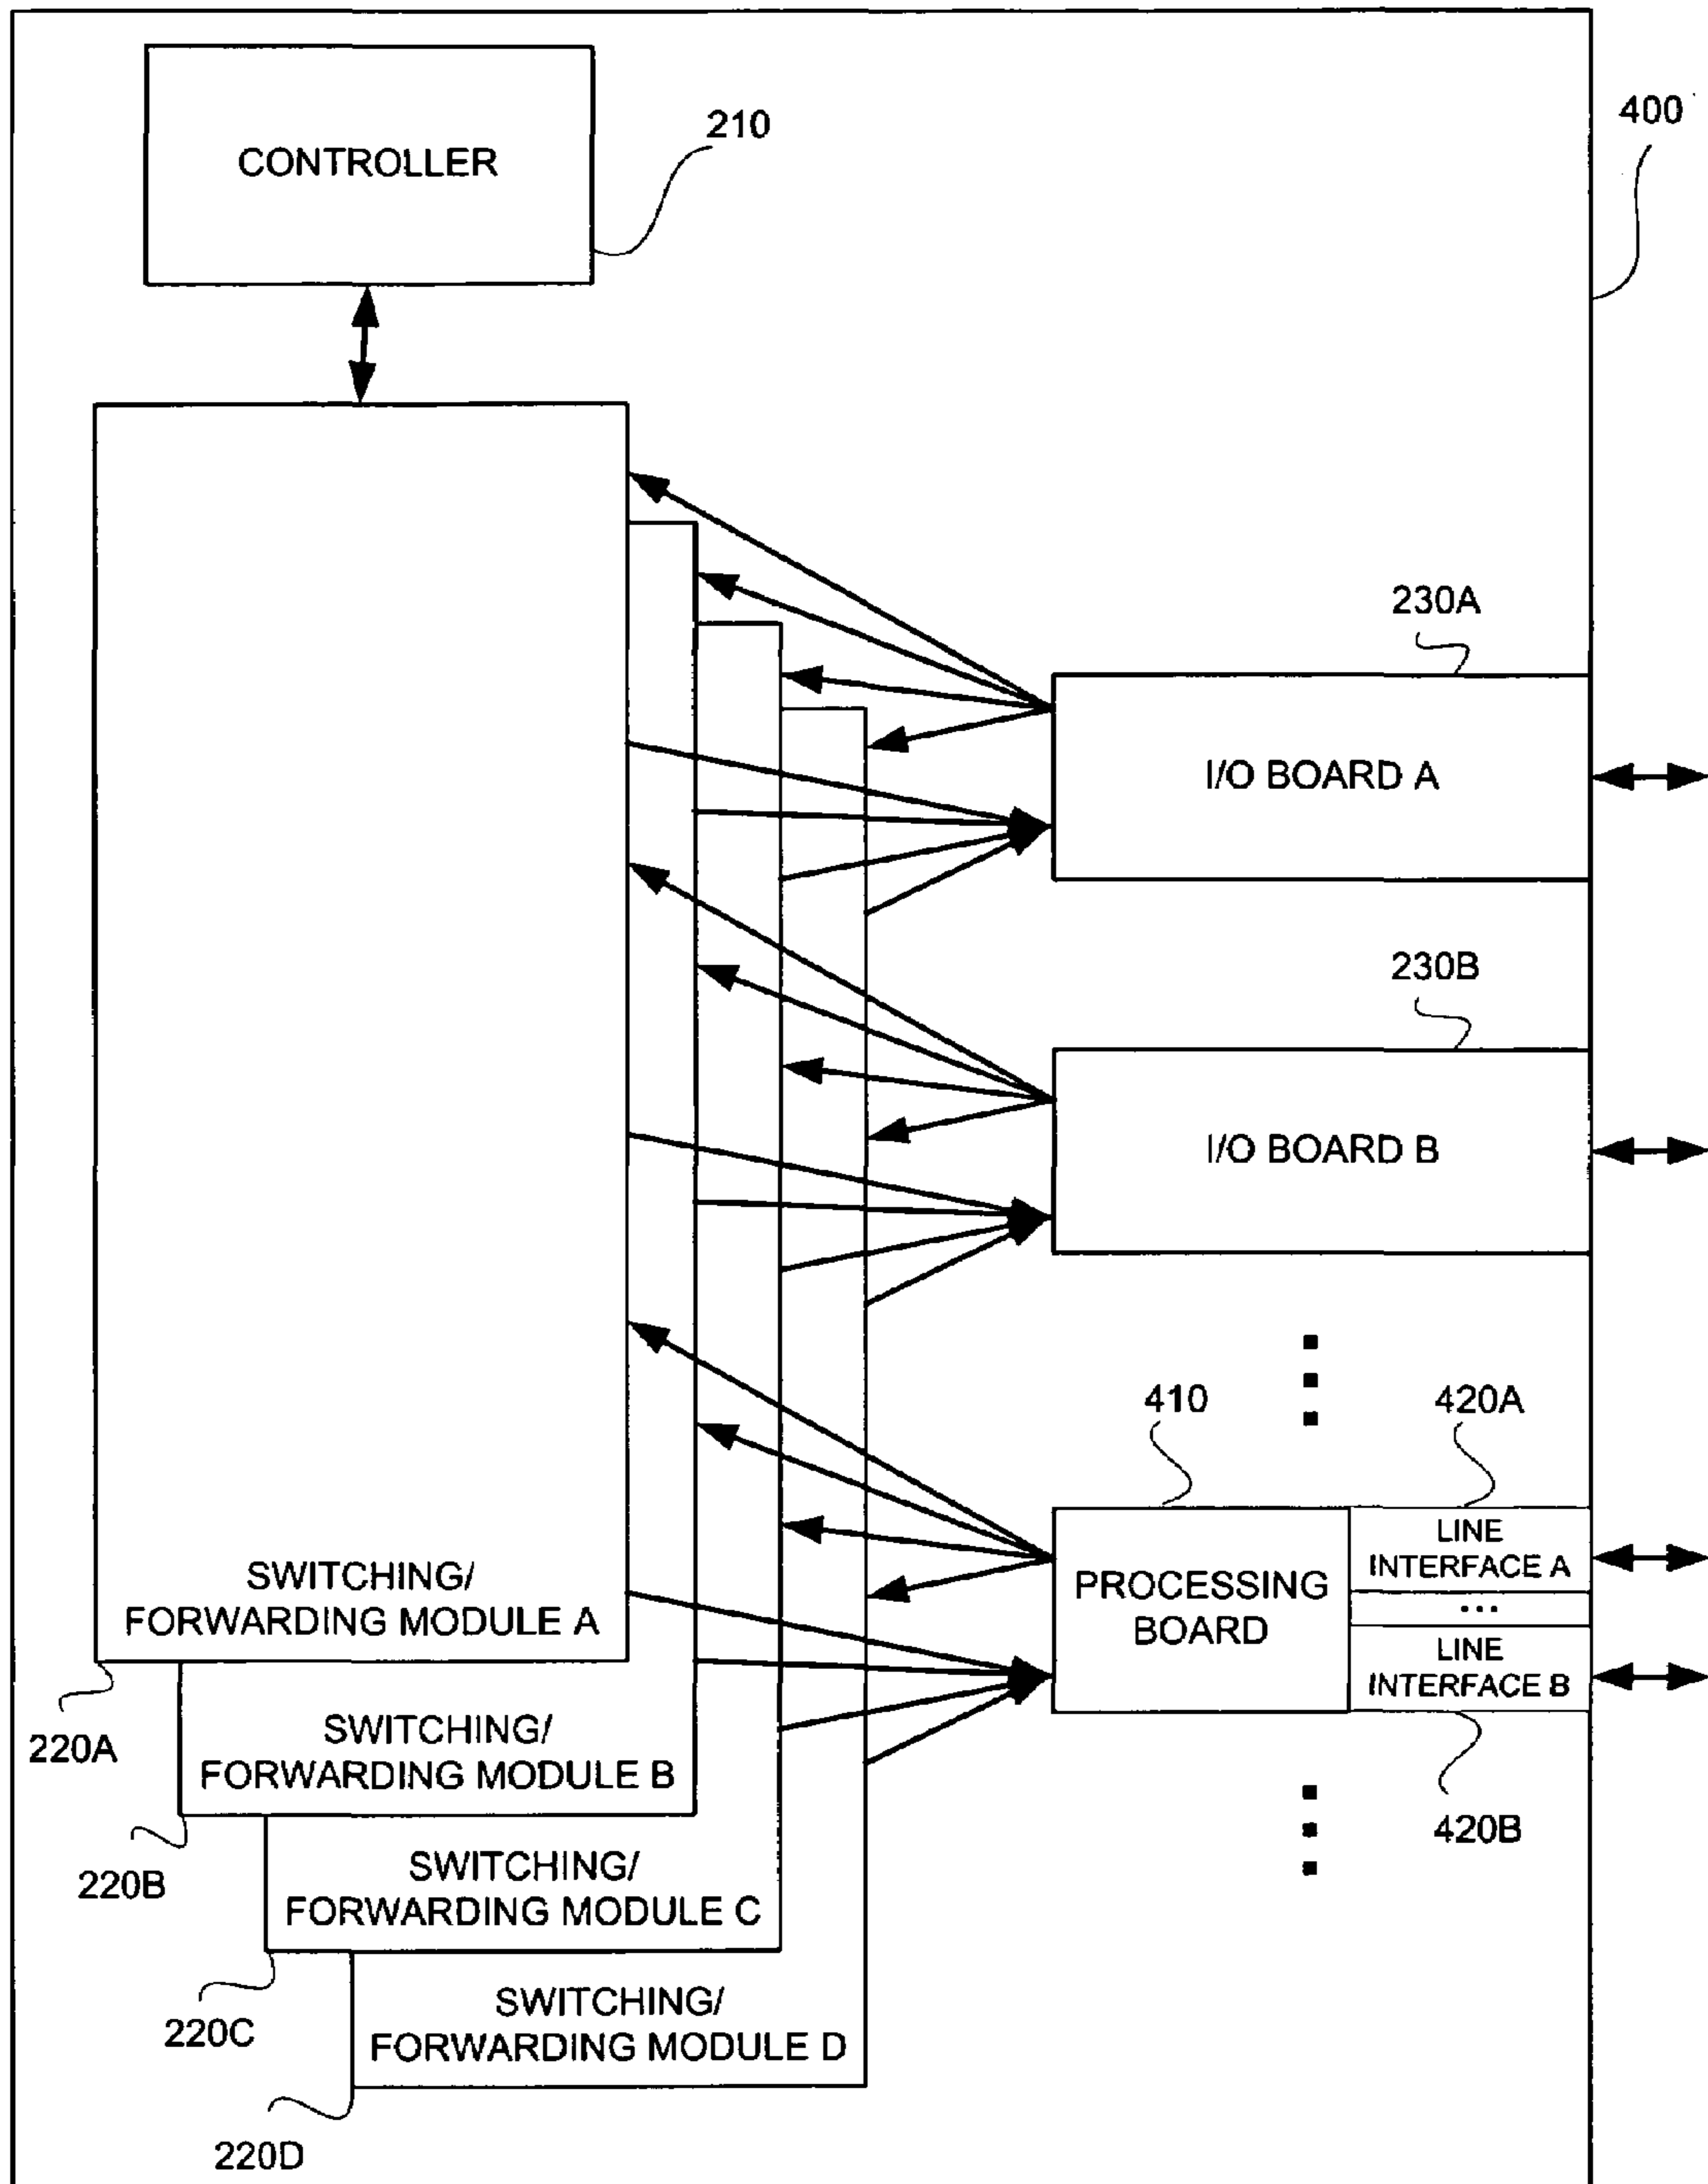 400
CONTROLLER
210
230A
I/O BOARD A
230B
I/O BOARD B
410
420A
PROCESSING
BOARD
LINE
INTERFACE A
...
LINE
INTERFACE B
420B
SWITCHING/
FORWARDING MODULE A
220A
SWITCHING/
FORWARDING MODULE B
220B
SWITCHING/
FORWARDING MODULE C
220C
SWITCHING/
FORWARDING MODULE D
220D